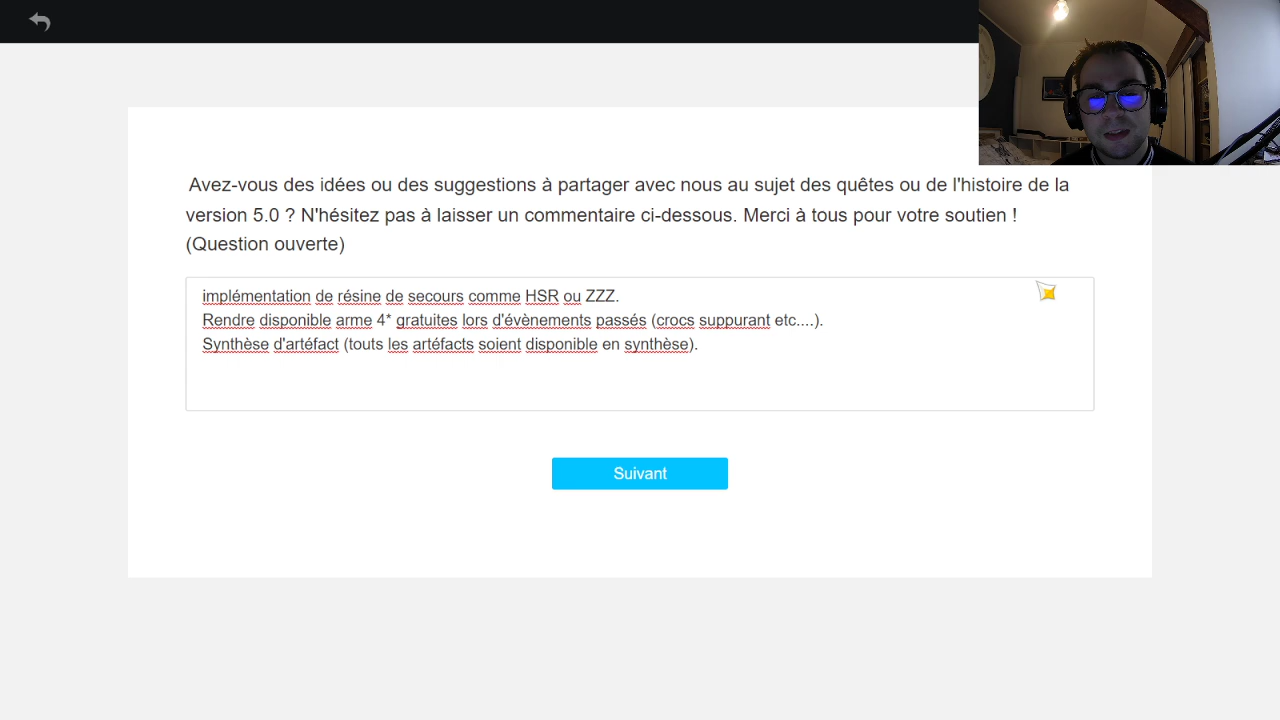 Avez-vous des idées ou des suggestions à partager avec nous au sujet des quêtes ou de l'histoire de la
version 5.0 ? N'hésitez pas à laisser un commentaire ci-dessous. Merci à tous pour votre soutien !
(Question ouverte)
implémentation de résine de secours comme HSR ou ZZZ.
Rendre disponible arme 4* gratuites lors d'évènements passés (crocs suppurant etc....).
Synthèse d'artéfact (touts les artéfacts soient disponible en synthèse).
Suivant